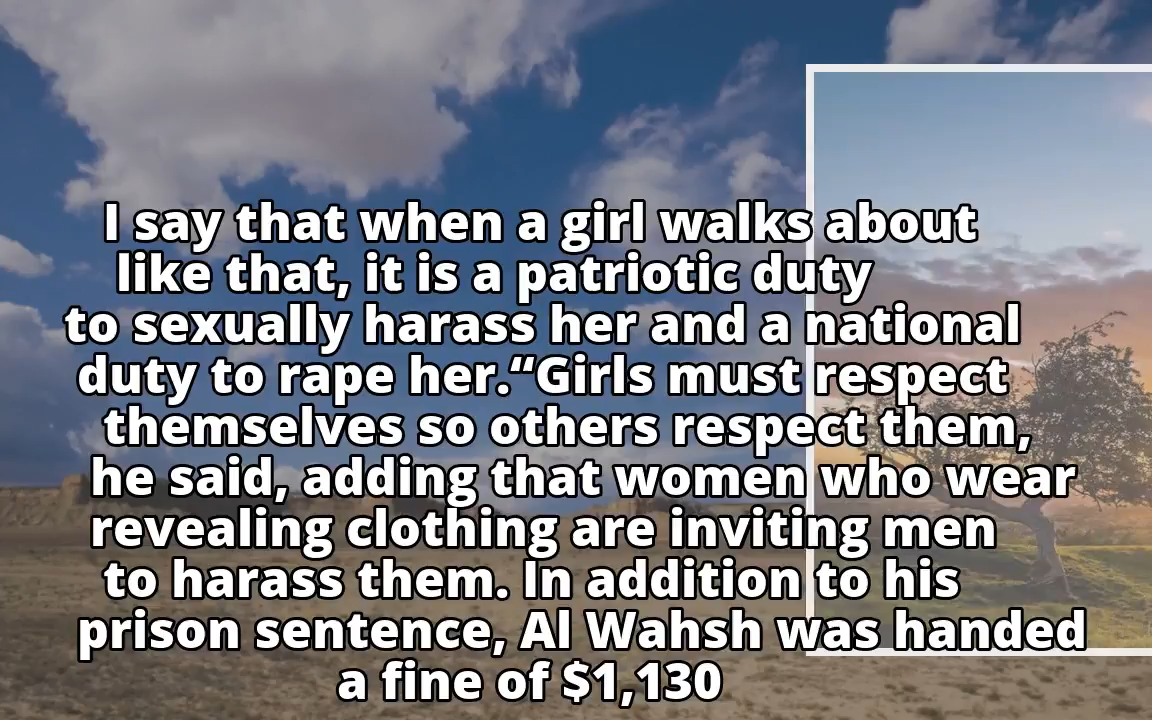 I say that when a girl walks about
like that, it is a patriotic duty
to sexually harass her and a national
duty to rape her.“Girls must respect
themselves so others respect them,
he said, adding that women who wear
revealing clothing are inviting men
to harass them. In addition to his
prison sentence, Al Wahsh was handed
a fine of $1,130